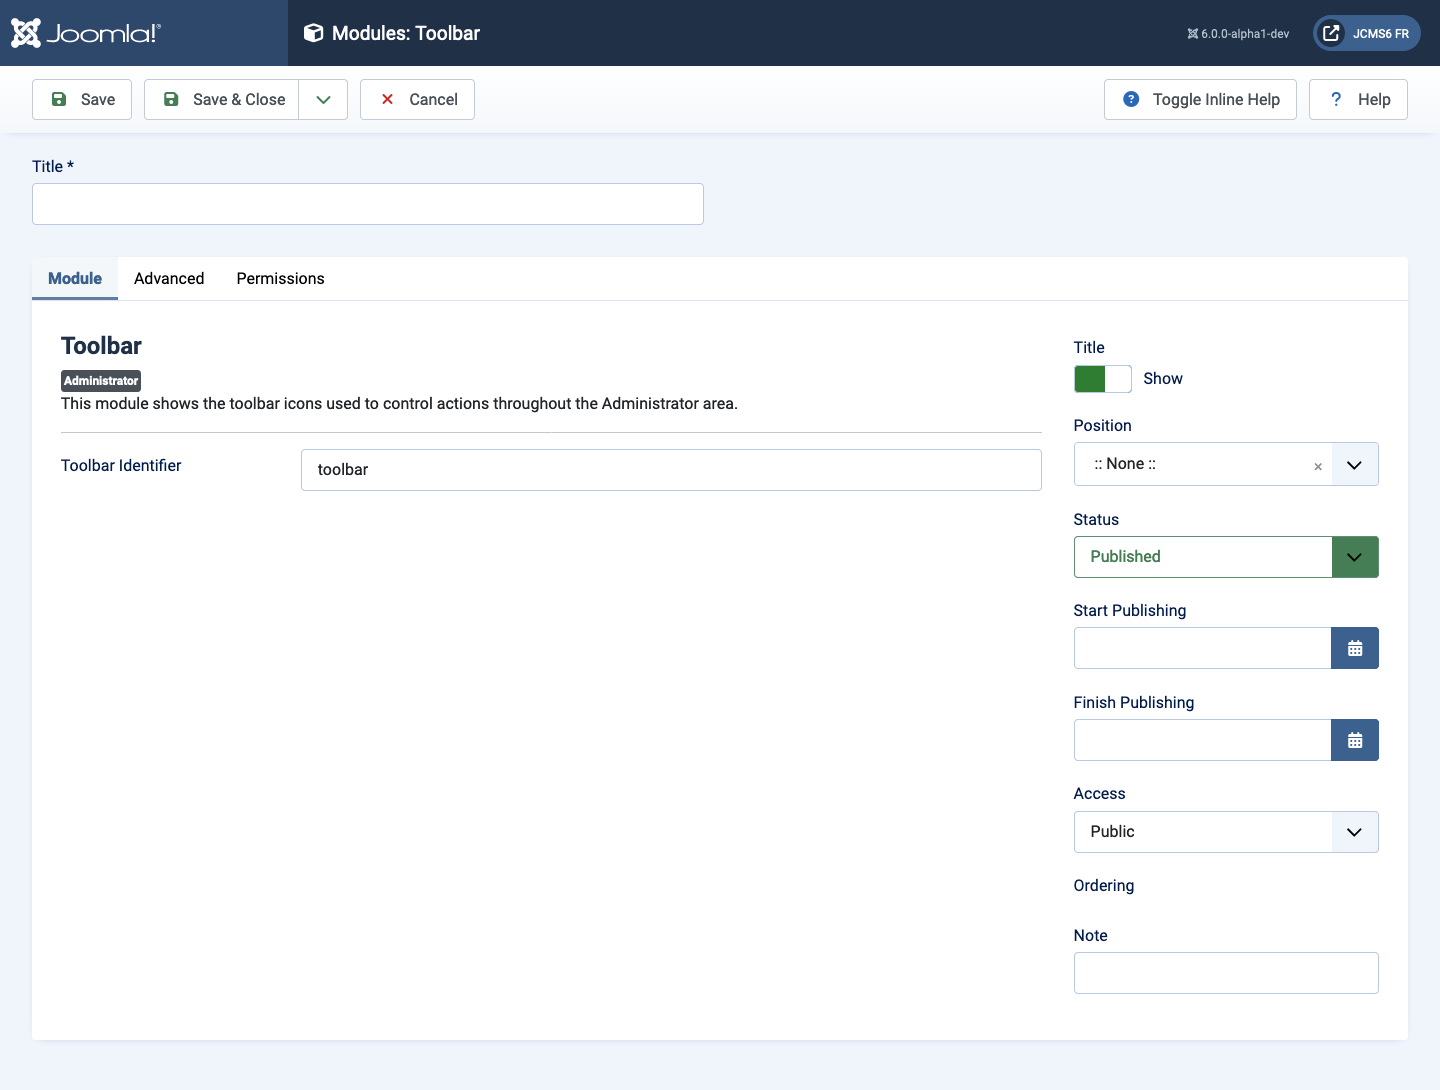 Joomla!®
Modules: Toolbar
6.0.0-alpha1-dev
JCMS6 FR
Save
Save & Close
Cancel
Toggle Inline Help
? Help
Title *
Module
Advanced
Permissions
Toolbar
Administrator
This module shows the toolbar icons used to control actions throughout the Administrator area.
Toolbar Identifier
toolbar
Title
Show
Position
:: None ::
Status
Published
Start Publishing
Finish Publishing
Access
Public
Ordering
Note